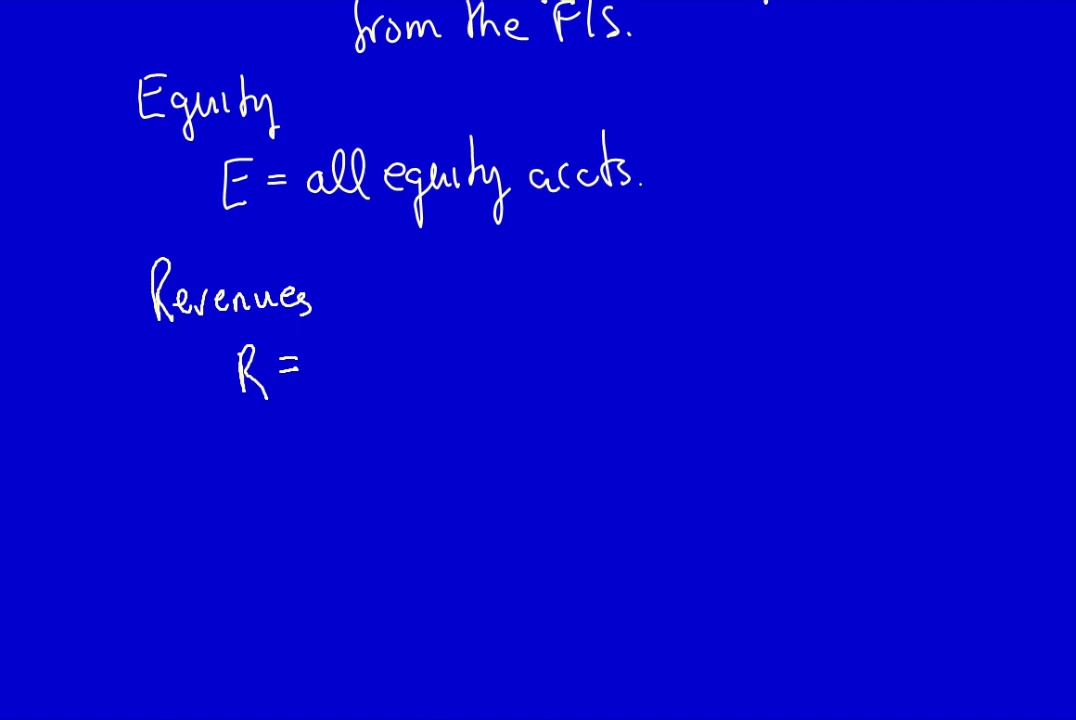 from the F/S.
Equity
E = all equity accts.
Revenues
R =